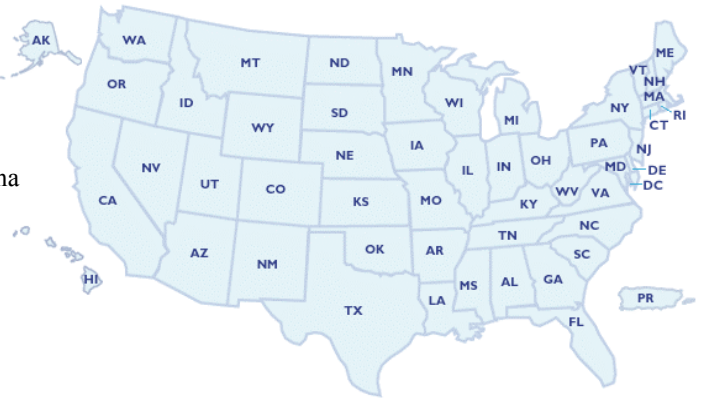 AK
WA
MT
ND
MN
ME
VT
NH
MA
RI
CT
OR
ID
SD
WI
MI
NY
WY
IA
PA
NJ
NE
IL
IN
OH
MD
DE
DC
NV
UT
CO
KS
MO
WV
VA
KY
CA
na
TN
NC
AZ
NM
OK
AR
SC
MS
AL
GA
LA
HI
TX
FL
PR